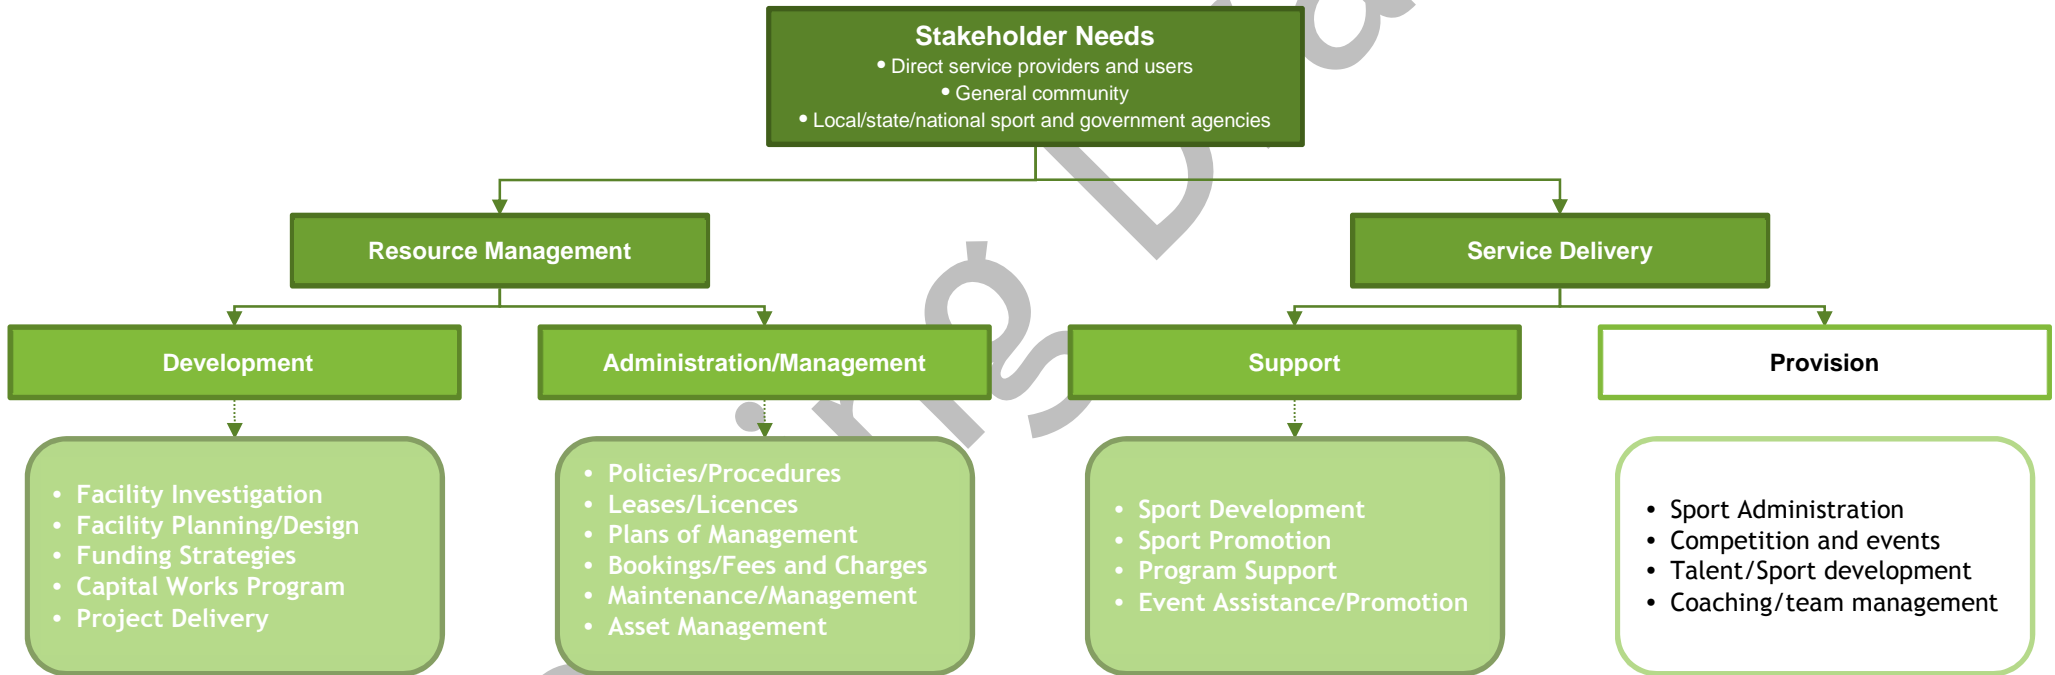 Stakeholder Needs
• Direct service providers and users
• General community
• Local/state/national sport and government agencies
Resource Management
Service Delivery
Development
Administration/Management
Support
Provision
• Facility Investigation
• Facility Planning/Design
• Funding Strategies
• Capital Works Program
• Project Delivery
• Policies/Procedures
• Leases/Licences
• Plans of Management
• Bookings/Fees and Charges
• Maintenance/Management
• Asset Management
• Sport Development
• Sport Promotion
• Program Support
• Event Assistance/Promotion
• Sport Administration
• Competition and events
• Talent/Sport development
• Coaching/team management